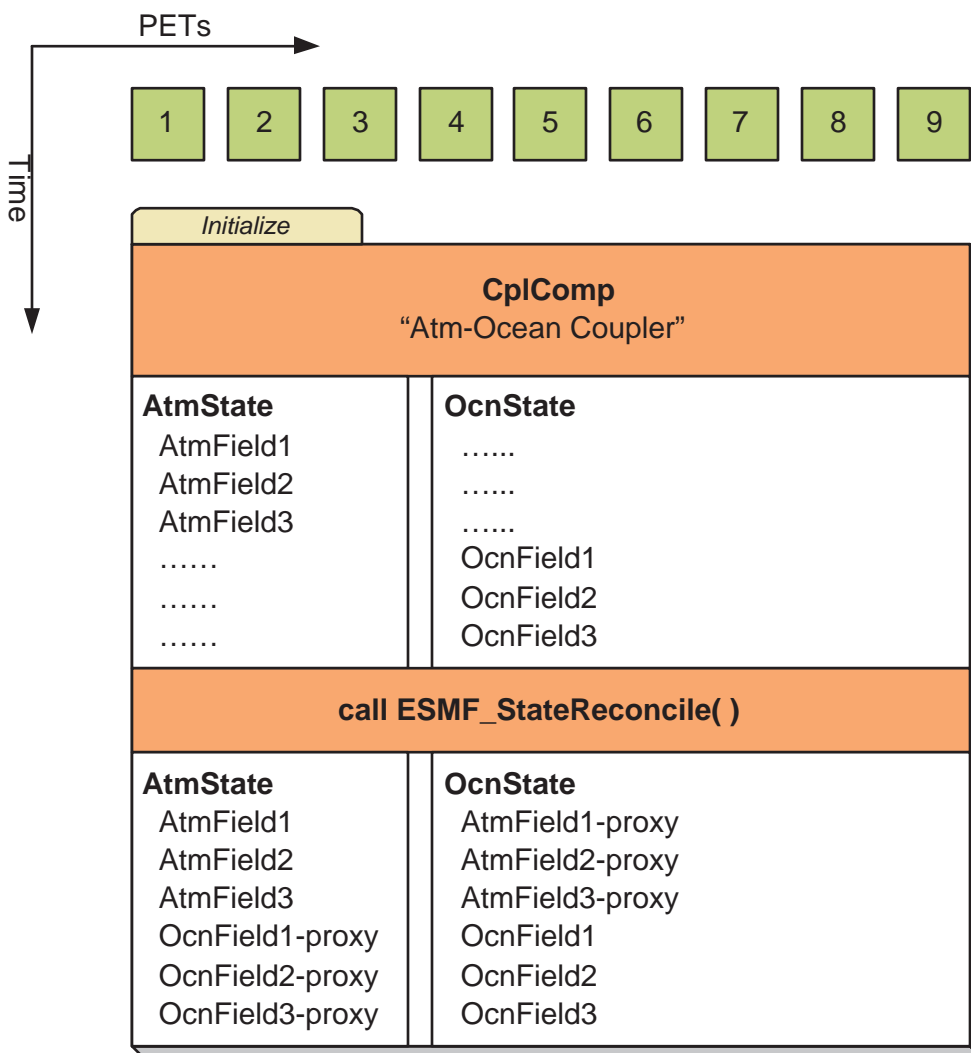 PETs
Time
1 2 3 4 5 6 7 8 9
Initialize
CplComp
“Atm-Ocean Coupler”
AtmState
AtmField1
AtmField2
AtmField3
……
……
……
OcnState
…...
…...
…...
OcnField1
OcnField2
OcnField3
call ESMF_StateReconcile( )
AtmState
AtmField1
AtmField2
AtmField3
OcnField1-proxy
OcnField2-proxy
OcnField3-proxy
OcnState
AtmField1-proxy
AtmField2-proxy
AtmField3-proxy
OcnField1
OcnField2
OcnField3